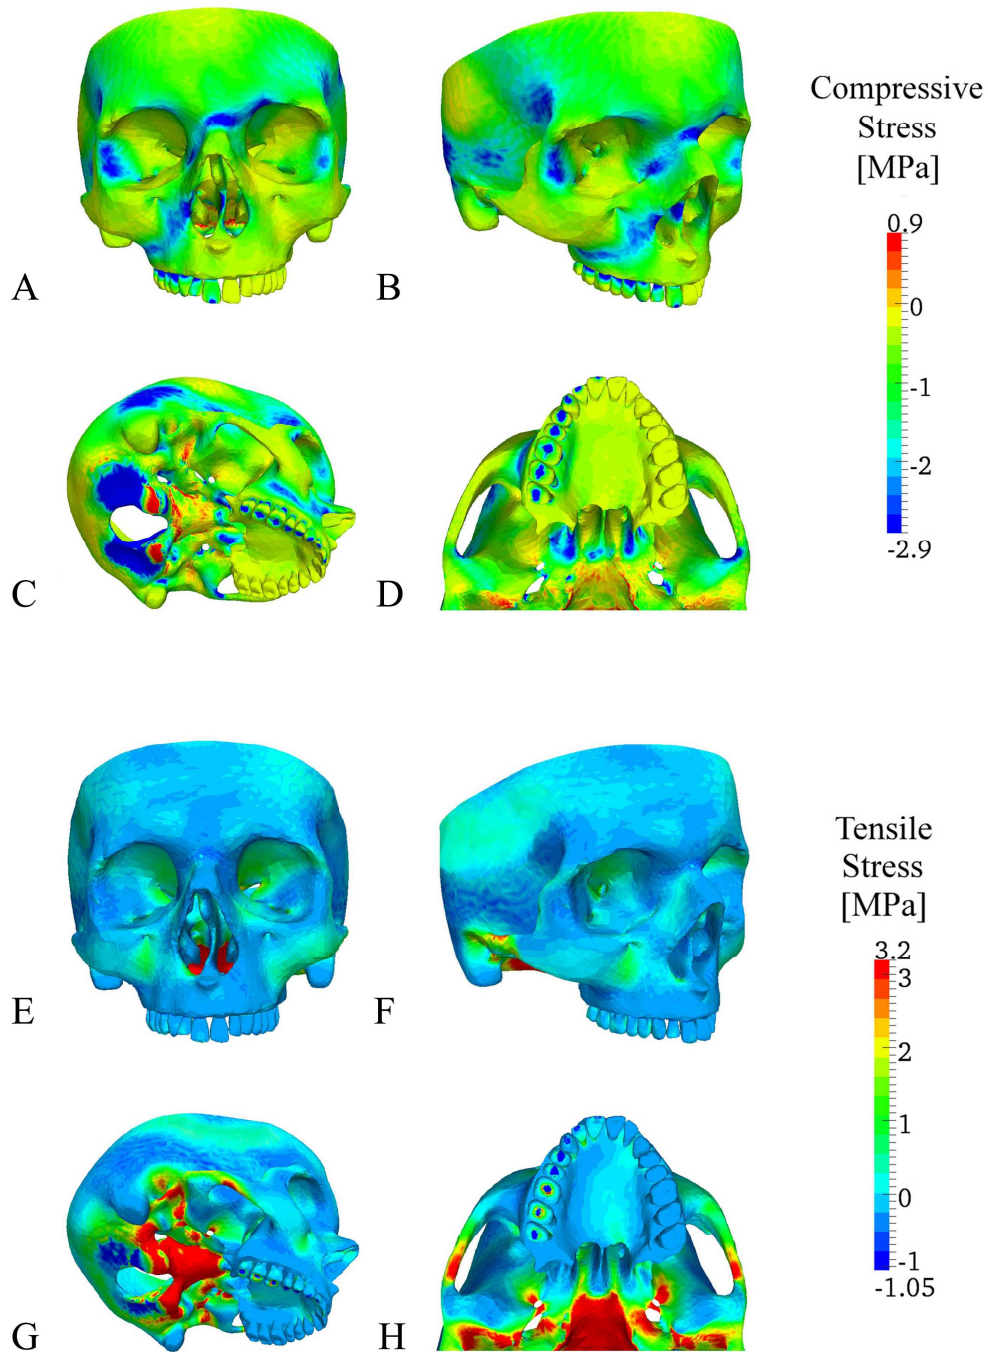 A
B
Compressive
Stress
[MPa]
0.9
0
-1
-2
-2.9
C
D
E
F
Tensile
Stress
[MPa]
3.2
3
2
1
0
-1
-1.05
G
H